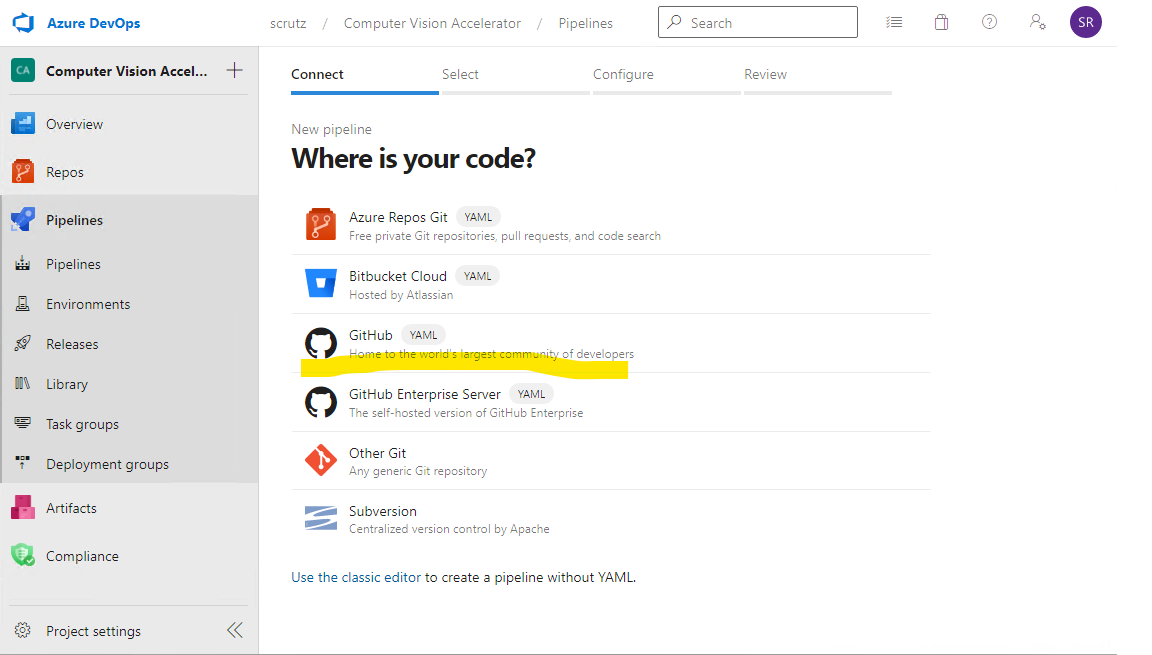 Azure DevOps
scrutz / Computer Vision Accelerator / Pipelines
Search
SR
CA Computer Vision Accel...
Overview
Repos
Pipelines
Pipelines
Environments
Releases
Library
Task groups
Deployment groups
Artifacts
Compliance
Project settings
Connect Select Configure Review
New pipeline
Where is your code?
Azure Repos Git YAML
Free private Git repositories, pull requests, and code search
Bitbucket Cloud YAML
Hosted by Atlassian
GitHub YAML
Home to the world's largest community of developers
GitHub Enterprise Server YAML
The self-hosted version of GitHub Enterprise
Other Git
Any generic Git repository
Subversion
Centralized version control by Apache
Use the classic editor to create a pipeline without YAML.